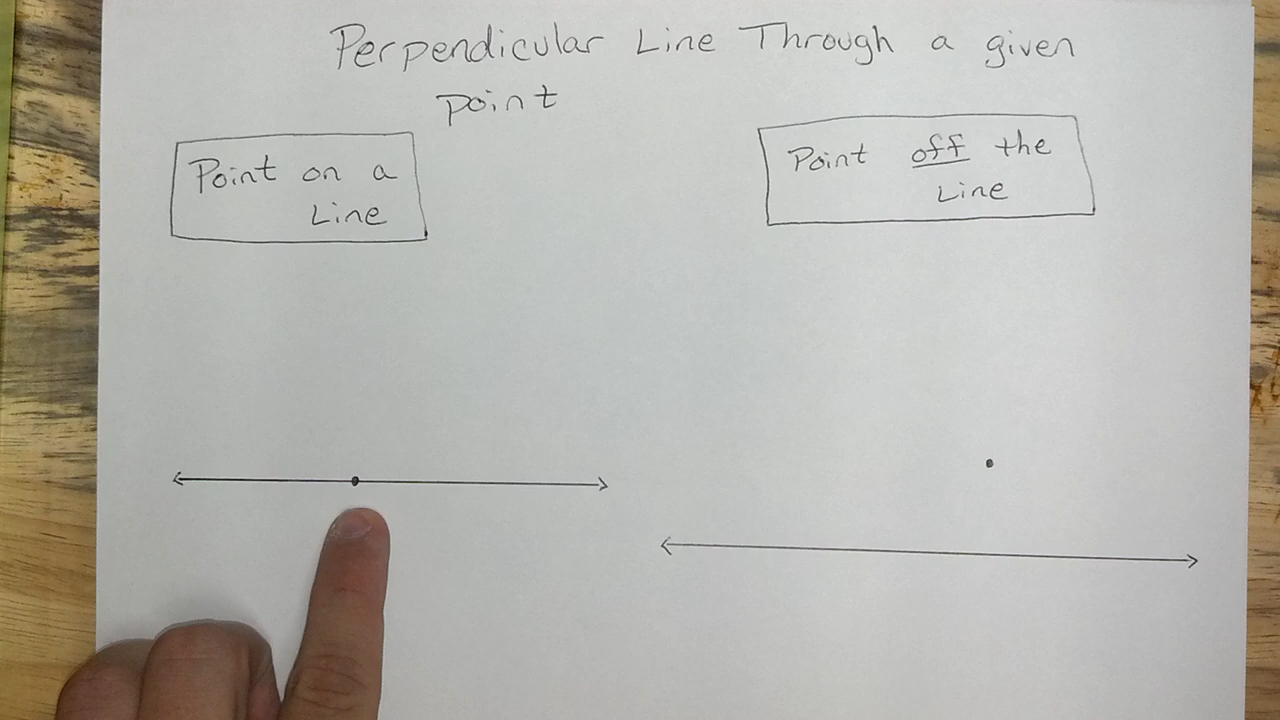 Perpendicular Line Through a given
point
Point on a
Line
Point off the
Line